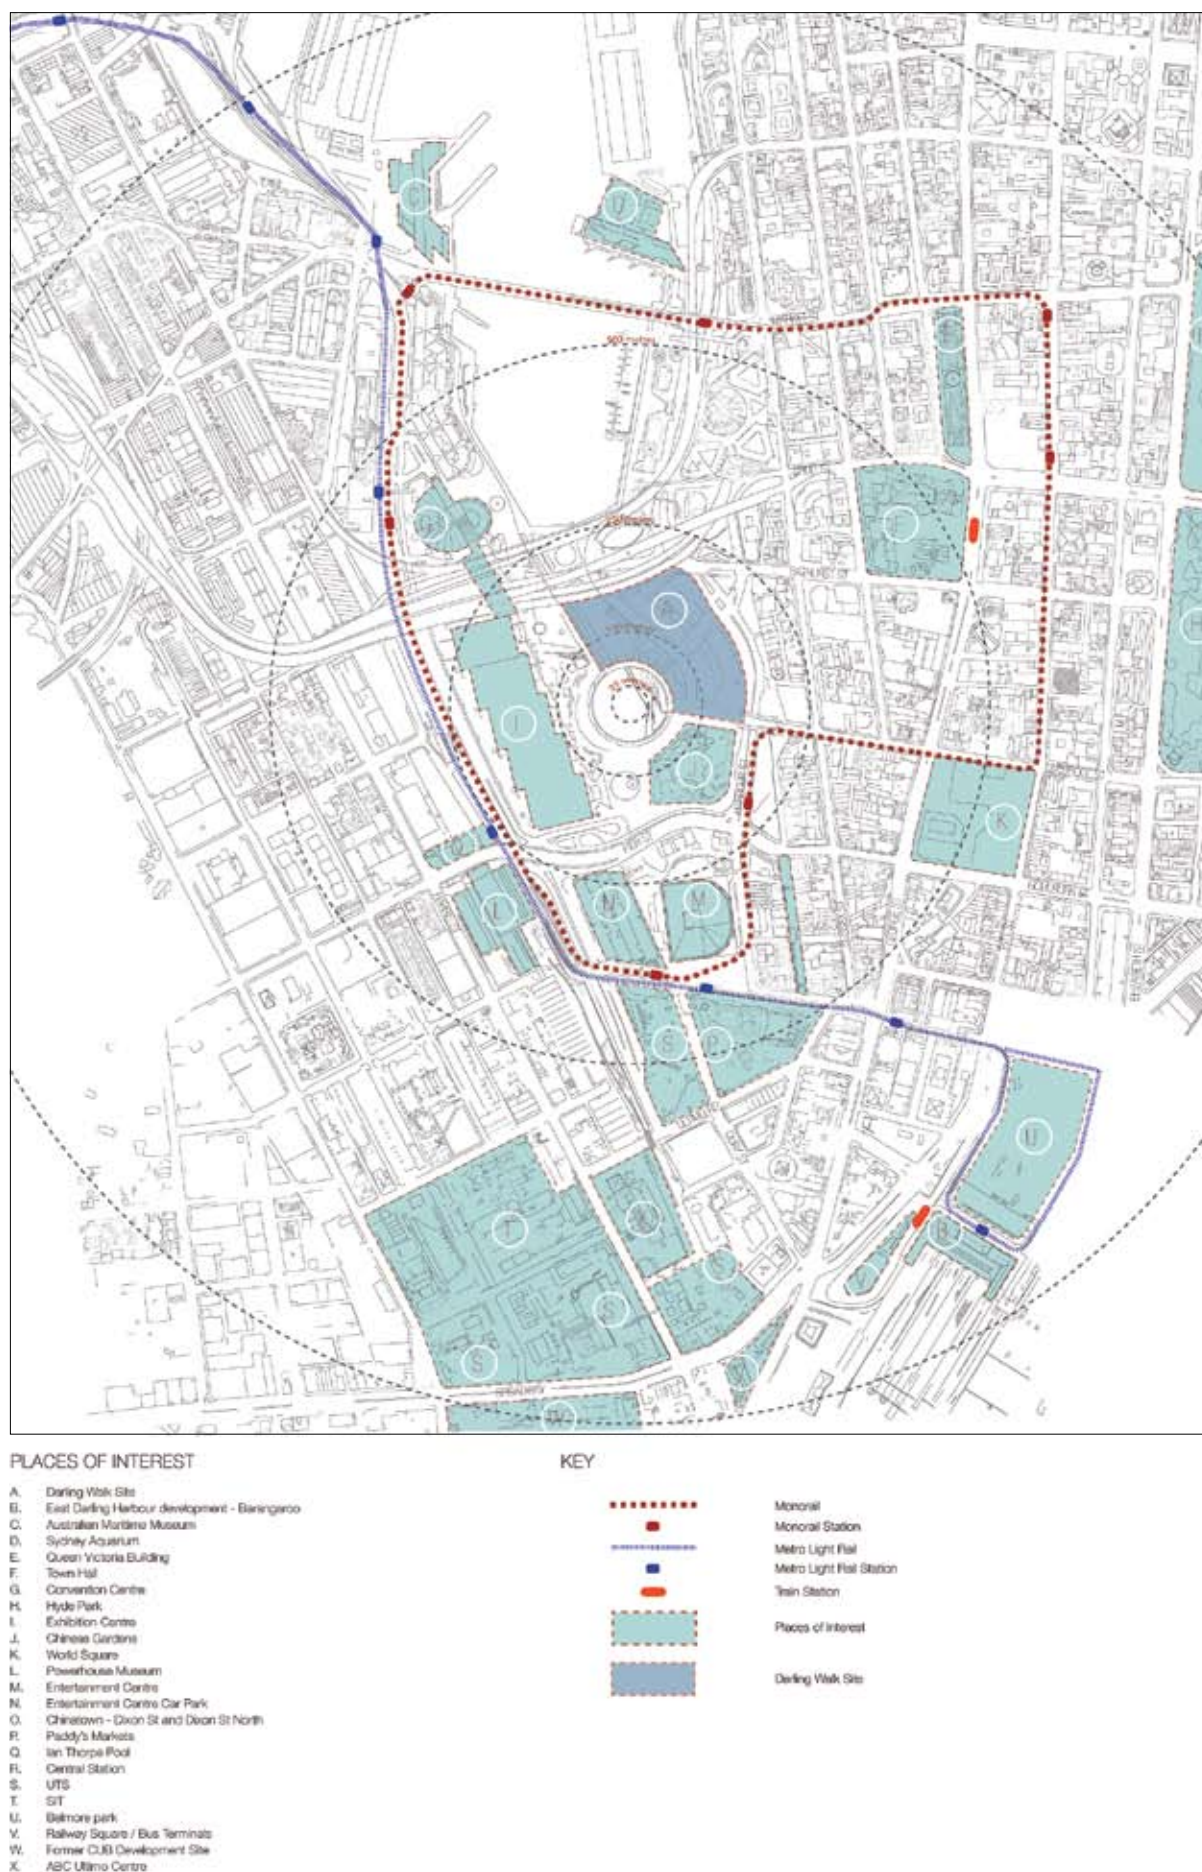 500 metres
A
I
K
N
M
L
S
P
U
T
R
S
S
PLACES OF INTEREST
A. Darling Walk Site
B. East Darling Harbour development - Barangaroo
C. Australian Maritime Museum
D. Sydney Aquarium
E. Queen Victoria Building
F. Town Hall
G. Convention Centre
H. Hyde Park
I. Exhibition Centre
J. Chinese Gardens
K. World Square
L. Powerhouse Museum
M. Entertainment Centre
N. Entertainment Centre Car Park
O. Chinatown - Dixon St and Dixon St North
P. Paddy's Markets
Q. Ian Thorpe Pool
R. Central Station
S. UTS
T. SIT
U. Belmore park
V. Railway Square / Bus Terminals
W. Former CUB Development Site
X. ABC Ultimo Centre
KEY
Monorail
Monorail Station
Metro Light Rail
Metro Light Rail Station
Train Station
Places of Interest
Darling Walk Site